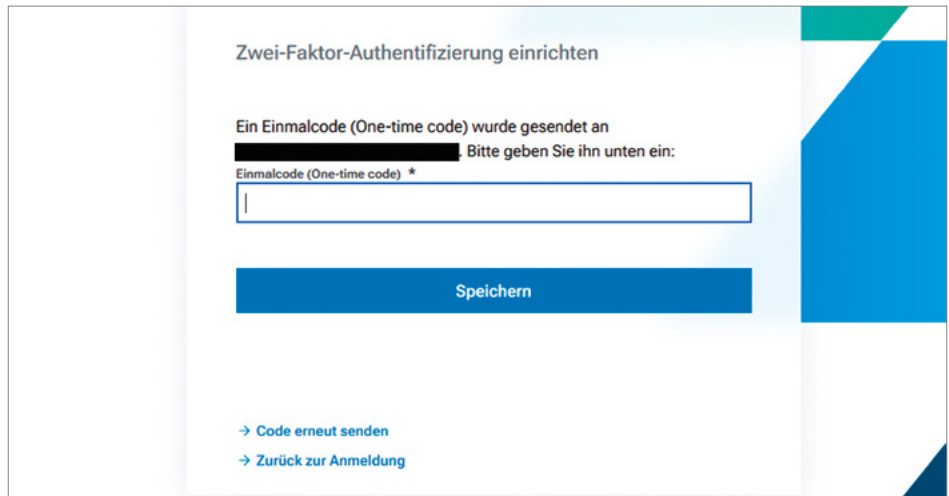 Zwei-Faktor-Authentifizierung einrichten
Ein Einmalcode (One-time code) wurde gesendet an
. Bitte geben Sie ihn unten ein:
Einmalcode (One-time code) *
Speichern
→ Code erneut senden
→ Zurück zur Anmeldung